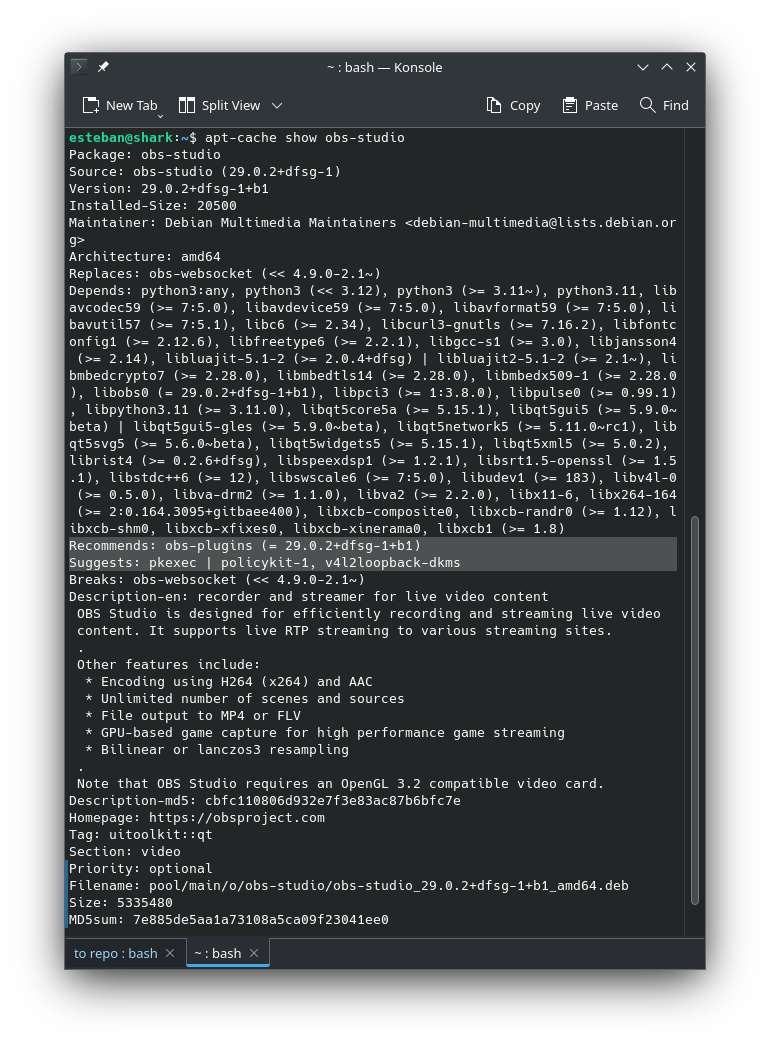 ~ : bash — Konsole
New Tab Split View Copy Paste Find
esteban@shark:~$ apt-cache show obs-studio
Package: obs-studio
Source: obs-studio (29.0.2+dfsg-1)
Version: 29.0.2+dfsg-1+b1
Installed-Size: 20500
Maintainer: Debian Multimedia Maintainers <debian-multimedia@lists.debian.or
g>
Architecture: amd64
Replaces: obs-websocket (<< 4.9.0-2.1~)
Depends: python3:any, python3 (<< 3.12), python3 (>= 3.11~), python3.11, lib
avcodec59 (>= 7:5.0), libavdevice59 (>= 7:5.0), libavformat59 (>= 7:5.0), li
bavutil57 (>= 7:5.1), libc6 (>= 2.34), libcurl3-gnutls (>= 7.16.2), libfontc
onfig1 (>= 2.12.6), libfreetype6 (>= 2.2.1), libgcc-s1 (>= 3.0), libjansson4
 (>= 2.14), libluajit-5.1-2 (>= 2.0.4+dfsg) | libluajit2-5.1-2 (>= 2.1~), li
bmbedcrypto7 (>= 2.28.0), libmbedtls14 (>= 2.28.0), libmbedx509-1 (>= 2.28.0
), libobs0 (= 29.0.2+dfsg-1+b1), libpci3 (>= 1:3.8.0), libpulse0 (>= 0.99.1)
, libpython3.11 (>= 3.11.0), libqt5core5a (>= 5.15.1), libqt5gui5 (>= 5.9.0~
beta) | libqt5gui5-gles (>= 5.9.0~beta), libqt5network5 (>= 5.11.0~rc1), lib
qt5svg5 (>= 5.6.0~beta), libqt5widgets5 (>= 5.15.1), libqt5xml5 (>= 5.0.2),
librist4 (>= 0.2.6+dfsg), libspeexdsp1 (>= 1.2.1), libsrt1.5-openssl (>= 1.5
.1), libstdc++6 (>= 12), libswscale6 (>= 7:5.0), libudev1 (>= 183), libv4l-0
 (>= 0.5.0), libva-drm2 (>= 1.1.0), libva2 (>= 2.2.0), libx11-6, libx264-164
 (>= 2:0.164.3095+gitbaee400), libxcb-composite0, libxcb-randr0 (>= 1.12), l
ibxcb-shm0, libxcb-xfixes0, libxcb-xinerama0, libxcb1 (>= 1.8)
Recommends: obs-plugins (= 29.0.2+dfsg-1+b1)
Suggests: pkexec | policykit-1, v4l2loopback-dkms
Breaks: obs-websocket (<< 4.9.0-2.1~)
Description-en: recorder and streamer for live video content
 OBS Studio is designed for efficiently recording and streaming live video
 content. It supports live RTP streaming to various streaming sites.
 .
 Other features include:
  * Encoding using H264 (x264) and AAC
  * Unlimited number of scenes and sources
  * File output to MP4 or FLV
  * GPU-based game capture for high performance game streaming
  * Bilinear or lanczos3 resampling
 .
 Note that OBS Studio requires an OpenGL 3.2 compatible video card.
Description-md5: cbfc110806d932e7f3e83ac87b6bfc7e
Homepage: https://obsproject.com
Tag: uitoolkit::qt
Section: video
Priority: optional
Filename: pool/main/o/obs-studio/obs-studio_29.0.2+dfsg-1+b1_amd64.deb
Size: 5335480
MD5sum: 7e885de5aa1a73108a5ca09f23041ee0
to repo : bash ~ : bash